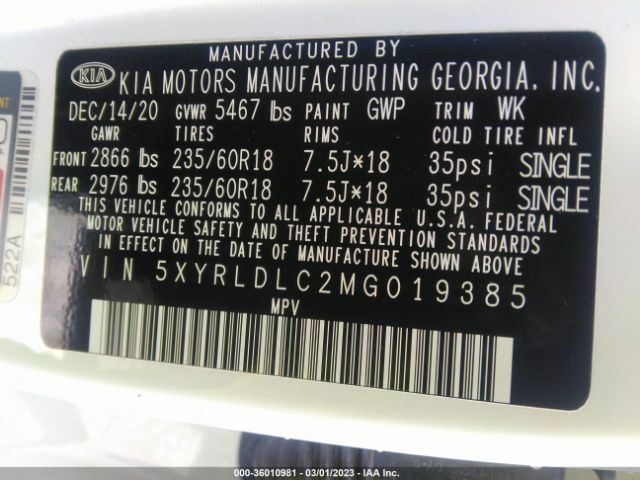 MANUFACTURED BY
KIA KIA MOTORS MANUFACTURING GEORGIA, INC.
DEC/14/20 GVWR 5467 lbs PAINT GWP TRIM WK
GAWR TIRES RIMS COLD TIRE INFL
FRONT 2866 lbs 235/60R18 7.5J*18 35psi SINGLE
REAR 2976 lbs 235/60R18 7.5J*18 35psi SINGLE
THIS VEHICLE CONFORMS TO ALL APPLICABLE U.S.A. FEDERAL
MOTOR VEHICLE SAFETY AND THEFT PREVENTION STANDARDS
IN EFFECT ON THE DATE OF MANUFACTURE SHOWN ABOVE
VIN 5XYRLDLC2MG019385
MPV
522A
000-36010981 - 03/01/2023 - IAA Inc.